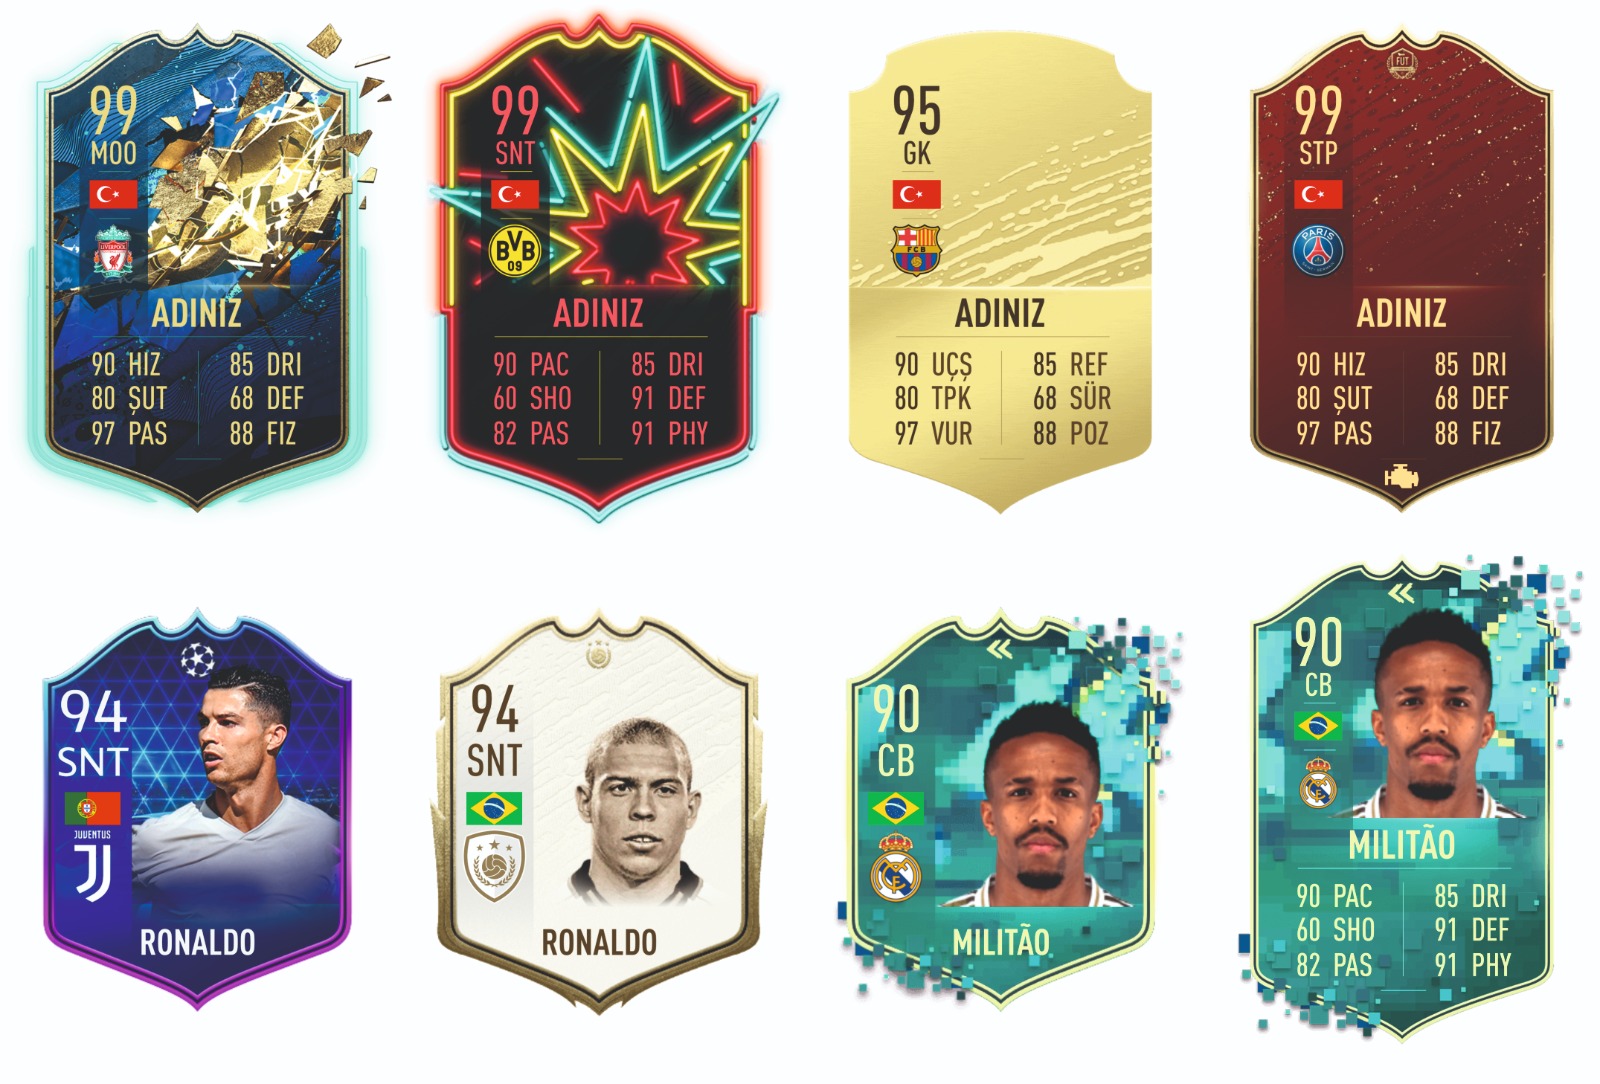 99
MOO
LIVERPOOL
ADINIZ
90 HIZ 85 DRI
80 ŞUT 68 DEF
97 PAS 88 FIZ
99
SNT
BVB
09
ADINIZ
90 PAC 85 DRI
60 SHO 91 DEF
82 PAS 91 PHY
95
GK
FCB
ADINIZ
90 UÇŞ 85 REF
80 TPK 68 SÜR
97 VUR 88 POZ
FUT
99
STP
PARIS
ADINIZ
90 HIZ 85 DRI
80 ŞUT 68 DEF
97 PAS 88 FIZ
94
SNT
JUVENTUS
RONALDO
94
SNT
RONALDO
90
CB
MILITÃO
90
CB
MILITÃO
90 PAC 85 DRI
60 SHO 91 DEF
82 PAS 91 PHY